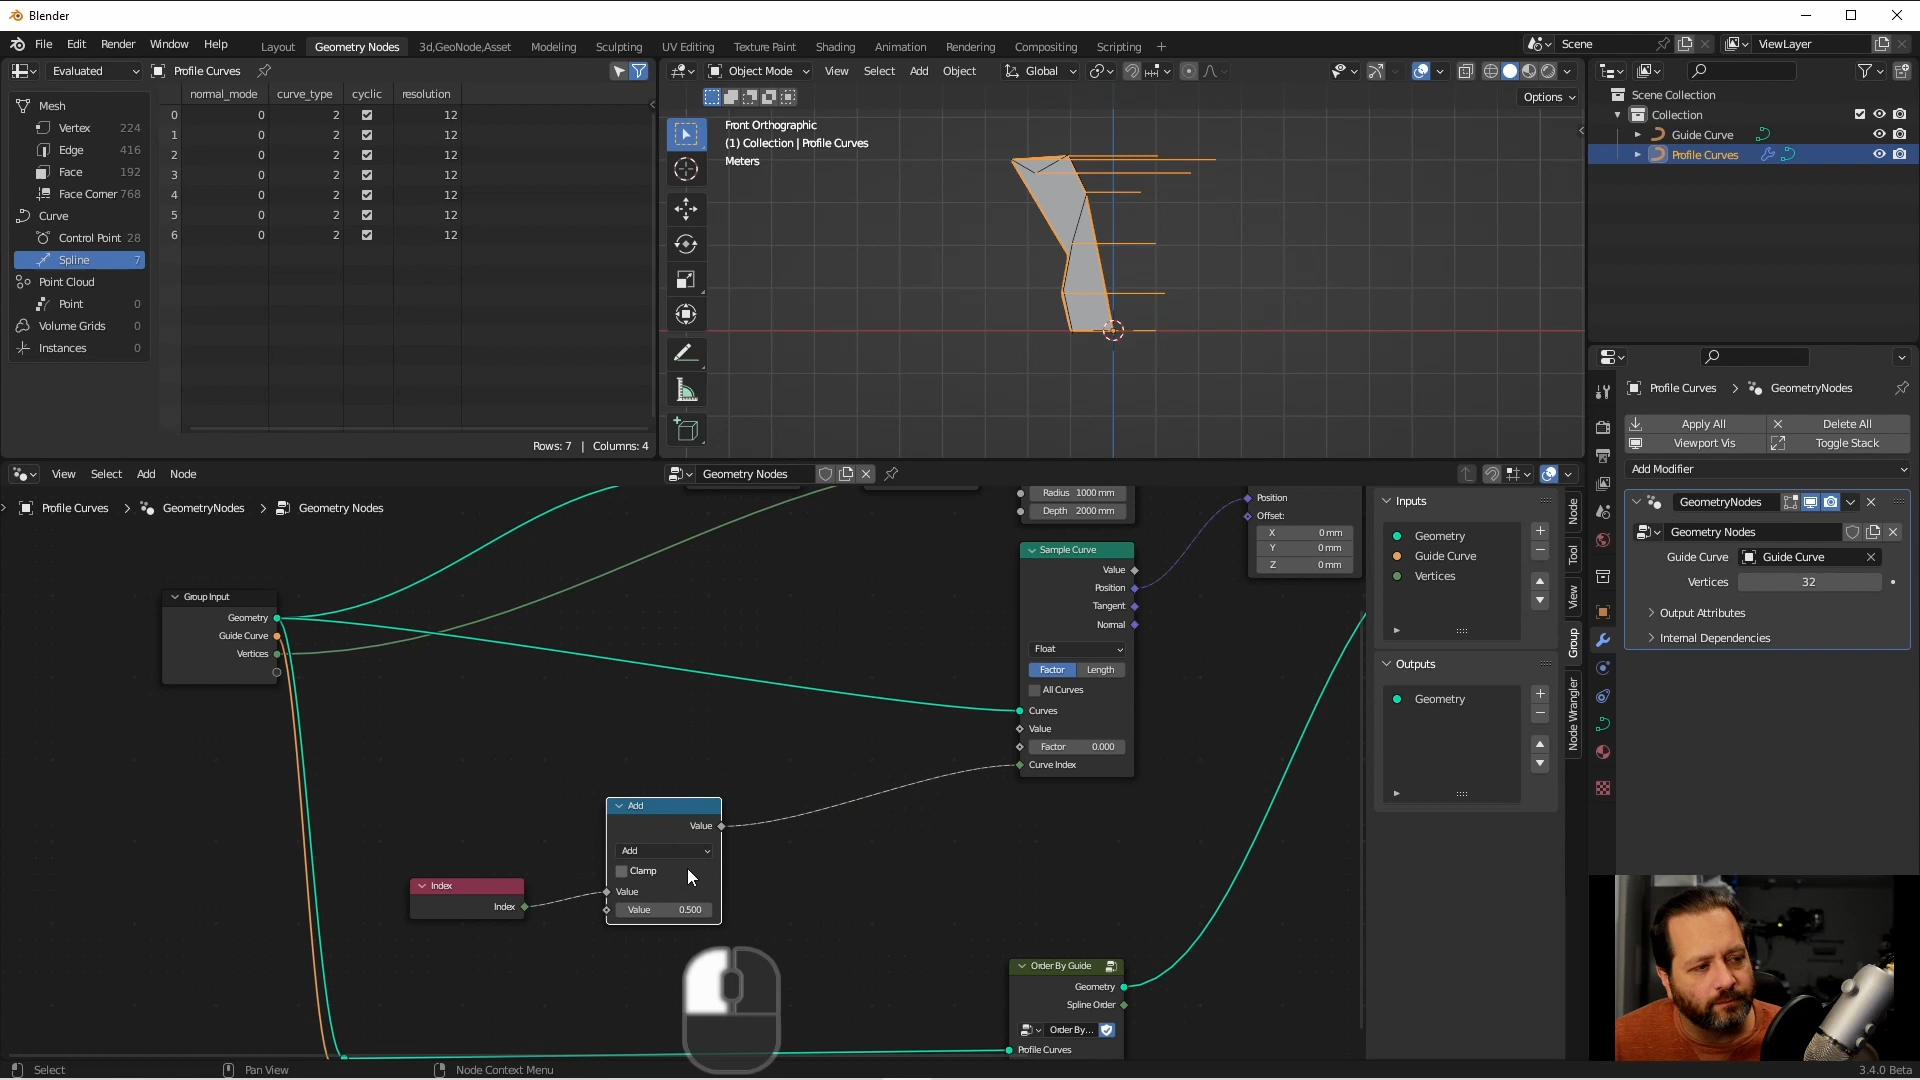 Blender
File Edit Render Window Help
Layout Geometry Nodes 3d,GeoNode,Asset Modeling Sculpting UV Editing Texture Paint Shading Animation Rendering Compositing Scripting +
Scene ViewLayer
Evaluated Profile Curves
Object Mode View Select Add Object Global
Options
normal_mode curve_type cyclic resolution
0 0 2 12
1 0 2 12
2 0 2 12
3 0 2 12
4 0 2 12
5 0 2 12
6 0 2 12
Mesh
Vertex 224
Edge 416
Face 192
Face Corner 768
Curve
Control Point 28
Spline 7
Point Cloud
Point 0
Volume Grids 0
Instances 0
Rows: 7 | Columns: 4
Front Orthographic
(1) Collection | Profile Curves
Meters
Scene Collection
Collection
Guide Curve
Profile Curves
Profile Curves > GeometryNodes
Apply All Delete All
Viewport Vis Toggle Stack
Add Modifier
GeometryNodes
Geometry Nodes
Guide Curve Guide Curve
Vertices 32
Output Attributes
Internal Dependencies
View Select Add Node
Geometry Nodes
Profile Curves > GeometryNodes > Geometry Nodes
Group Input
Geometry
Guide Curve
Vertices
Radius 1000 mm
Depth 2000 mm
Position
Offset:
X 0 mm
Y 0 mm
Z 0 mm
Sample Curve
Value
Position
Tangent
Normal
Float
Factor Length
All Curves
Curves
Value
Factor 0.000
Curve Index
Add
Value
Add
Clamp
Value
Value 0.500
Index
Index
Order By Guide
Geometry
Spline Order
Order By...
Profile Curves
Inputs
Geometry
Guide Curve
Vertices
Outputs
Geometry
Node
Tool
View
Group
Node Wrangler
Select Pan View Node Context Menu
3.4.0 Beta